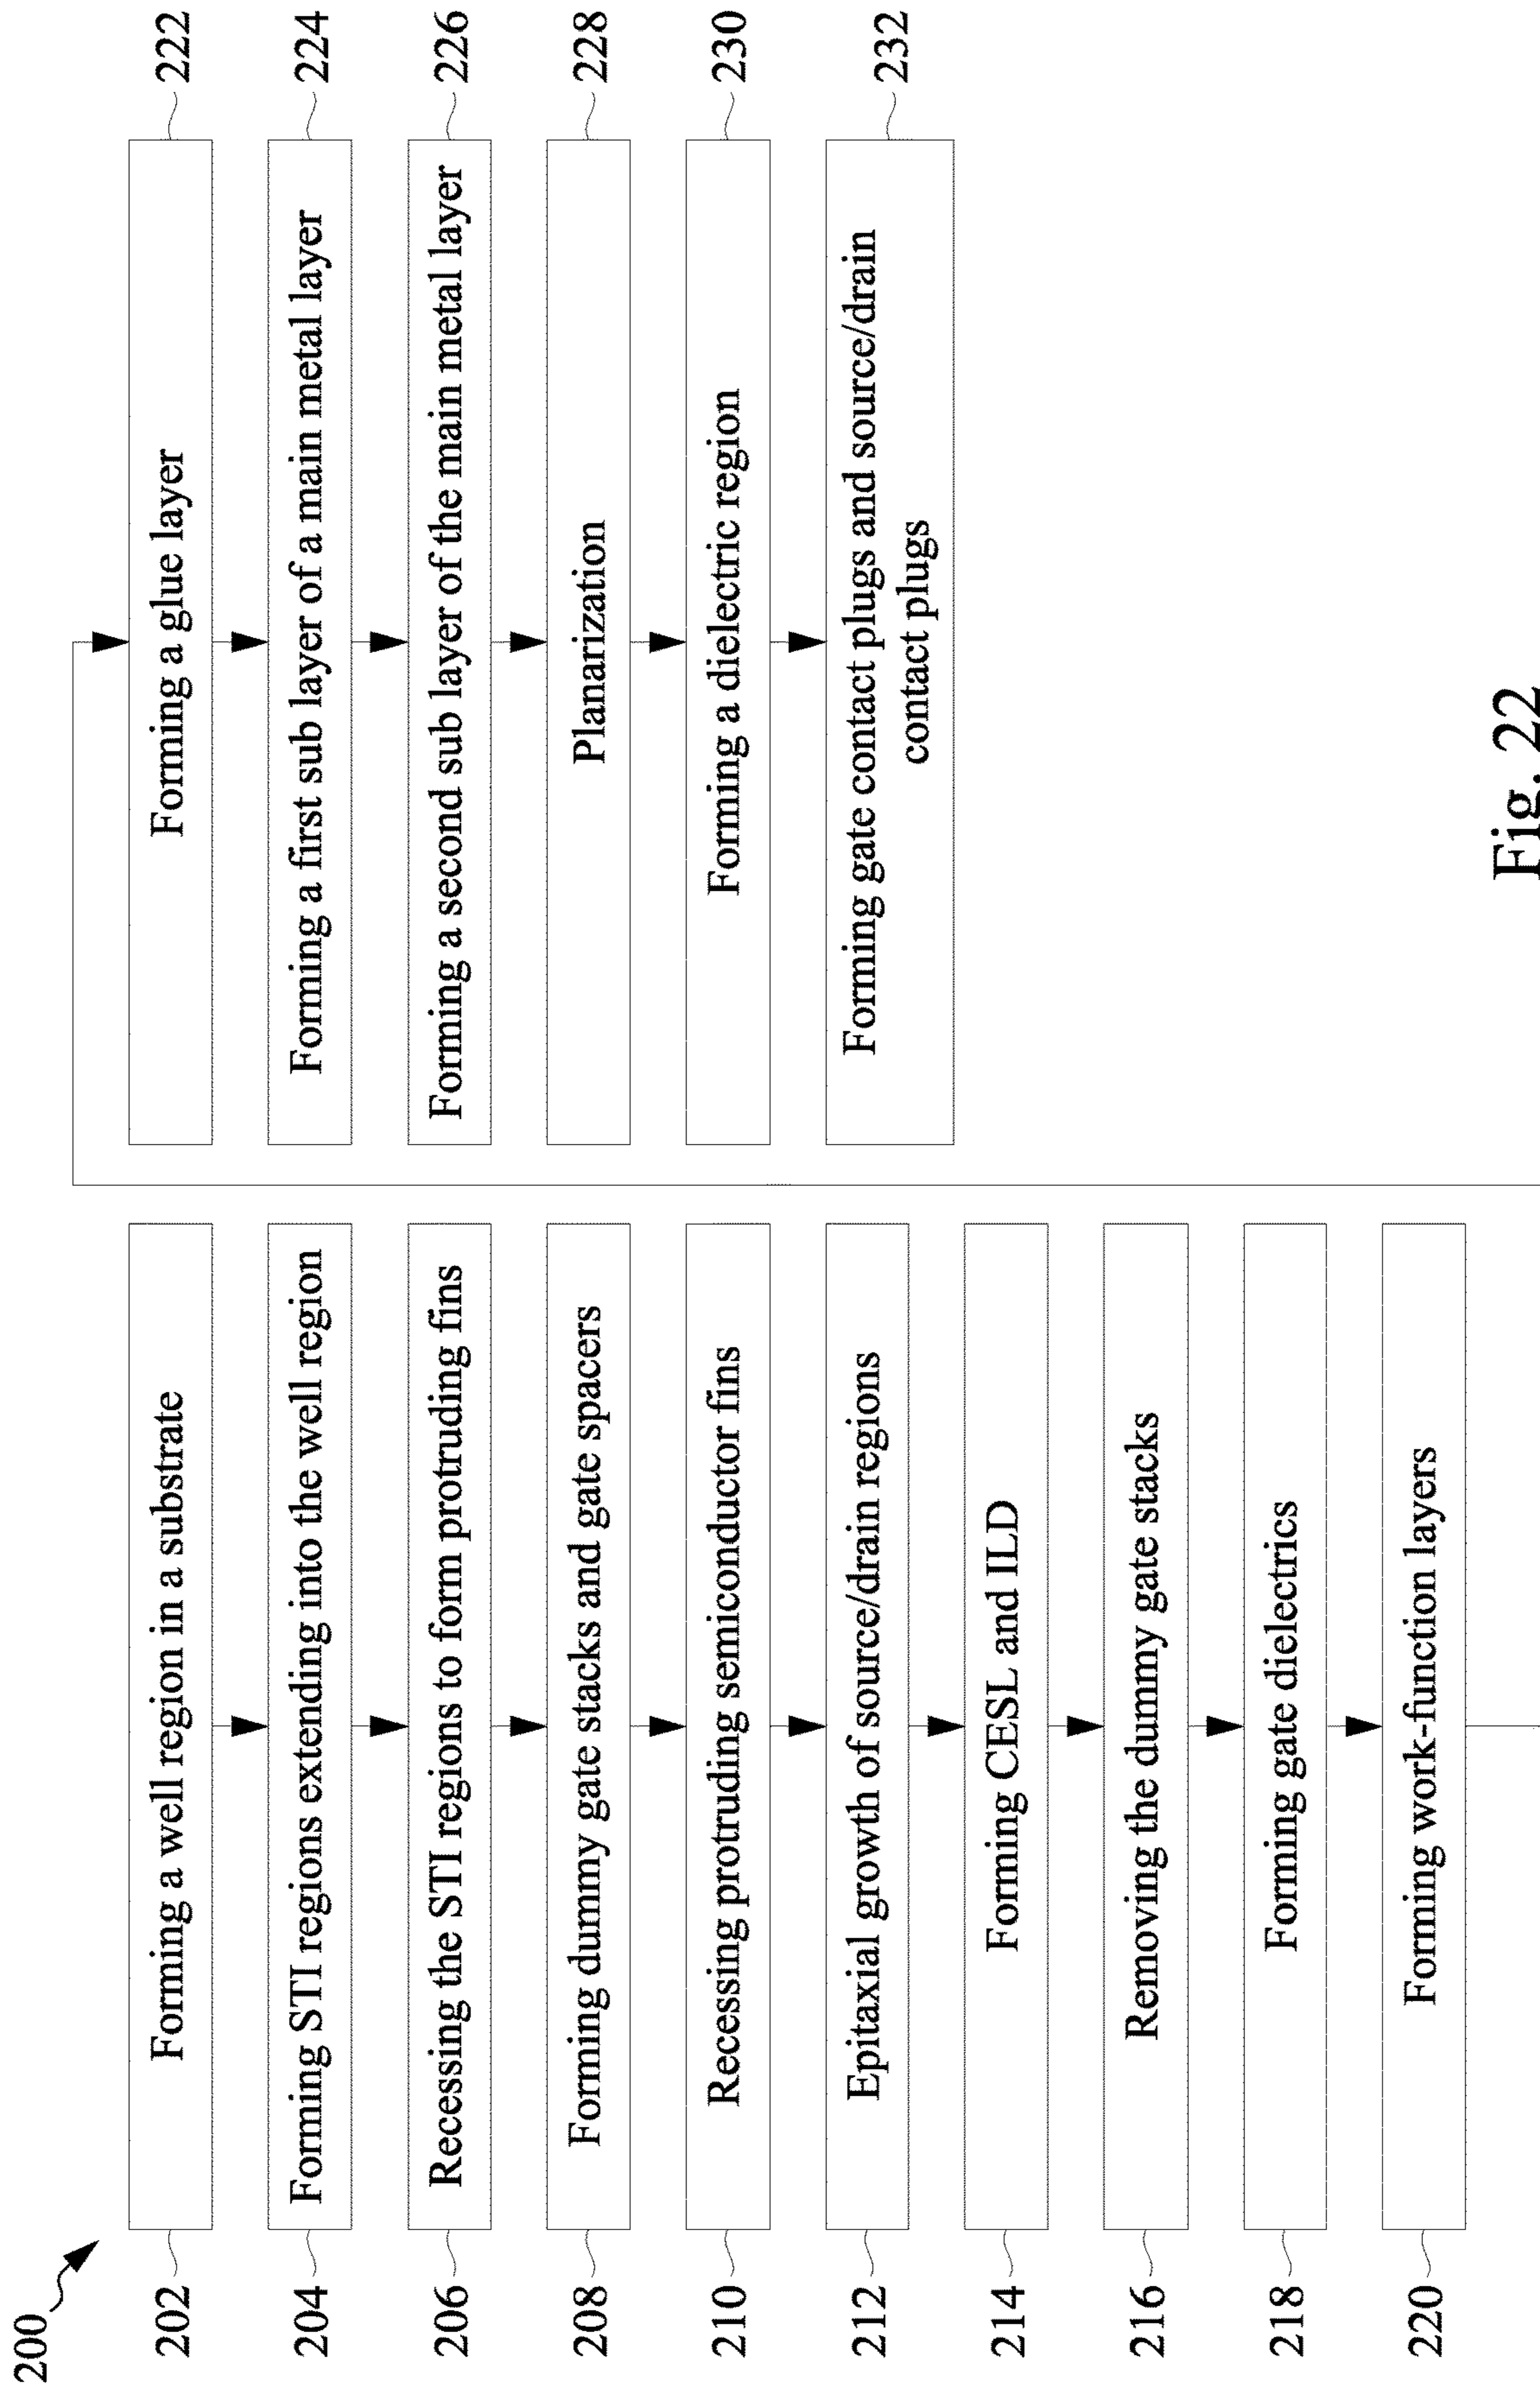 200
202
Forming a well region in a substrate
204
Forming STI regions extending into the well region
206
Recessing the STI regions to form protruding fins
208
Forming dummy gate stacks and gate spacers
210
Recessing protruding semiconductor fins
212
Epitaxial growth of source/drain regions
214
Forming CESL and ILD
216
Removing the dummy gate stacks
218
Forming gate dielectrics
220
Forming work-function layers
Forming a glue layer
222
Forming a first sub layer of a main metal layer
224
Forming a second sub layer of the main metal layer
226
Planarization
228
Forming a dielectric region
230
Forming gate contact plugs and source/drain
contact plugs
232
Fig. 22